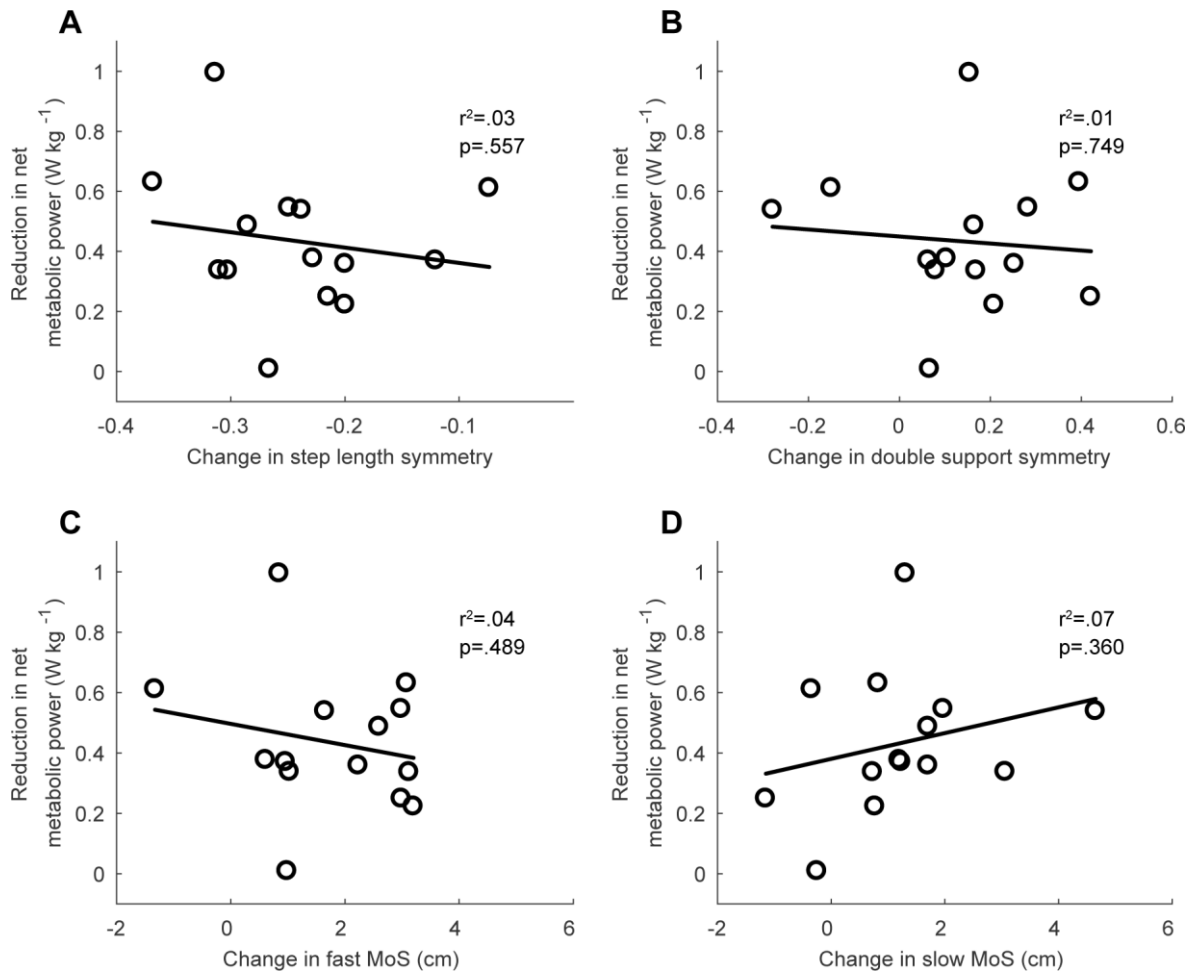 A
Reduction in net
metabolic power (W kg ⁻¹ )
1
0.8
0.6
0.4
0.2
0
r²=.03
p=.557
-0.4 -0.3 -0.2 -0.1
Change in step length symmetry
B
Reduction in net
metabolic power (W kg ⁻¹ )
1
0.8
0.6
0.4
0.2
0
r²=.01
p=.749
-0.4 -0.2 0 0.2 0.4 0.6
Change in double support symmetry
C
Reduction in net
metabolic power (W kg ⁻¹ )
1
0.8
0.6
0.4
0.2
0
r²=.04
p=.489
-2 0 2 4 6
Change in fast MoS (cm)
D
Reduction in net
metabolic power (W kg ⁻¹ )
1
0.8
0.6
0.4
0.2
0
r²=.07
p=.360
-2 0 2 4 6
Change in slow MoS (cm)